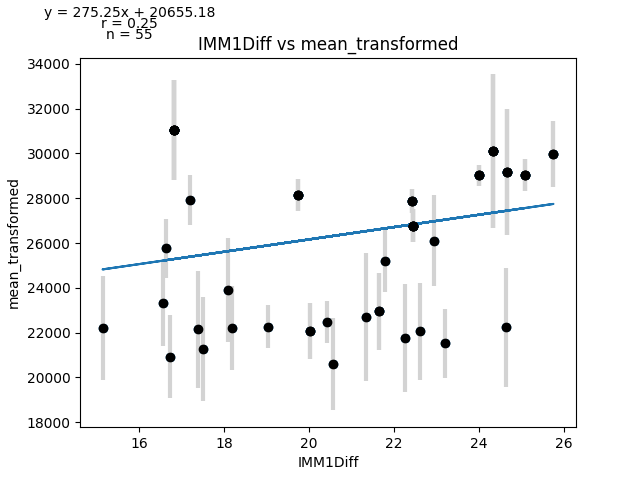 y = 275.25x + 20655.18
r = 0.25
n = 55
IMM1Diff vs mean_transformed
34000
32000
30000
28000
26000
24000
22000
20000
18000
mean_transformed
16 18 20 22 24 26
IMM1Diff